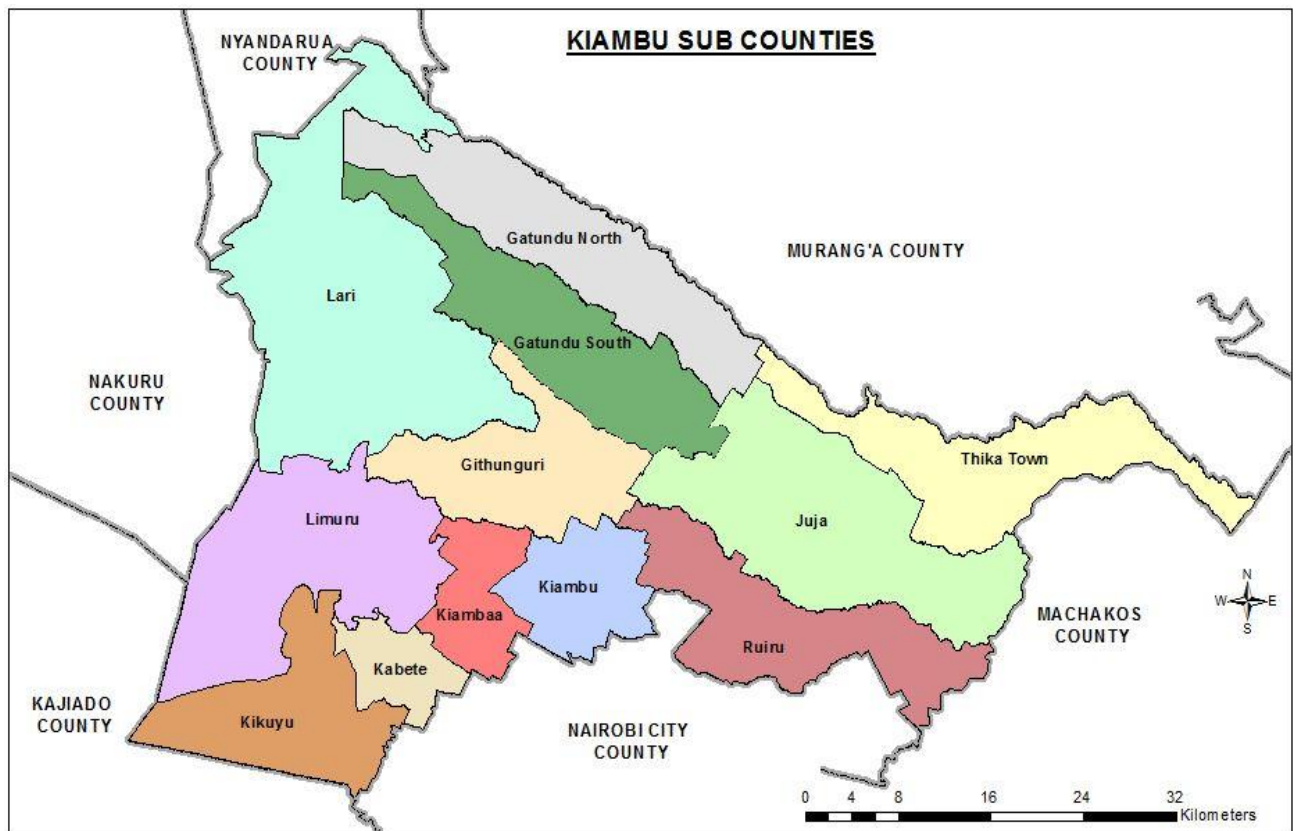 KIAMBU SUB COUNTIES
NYANDARUA
COUNTY
Gatundu North
MURANG'A COUNTY
Lari
Gatundu South
NAKURU
COUNTY
Githunguri
Thika Town
Limuru
Juja
Kiambu
Kiambaa
N
W
E
S
MACHAKOS
COUNTY
Ruiru
Kabete
KAJIADO
COUNTY
Kikuyu
NAIROBI CITY
COUNTY
0 4 8 16 24 32
Kilometers